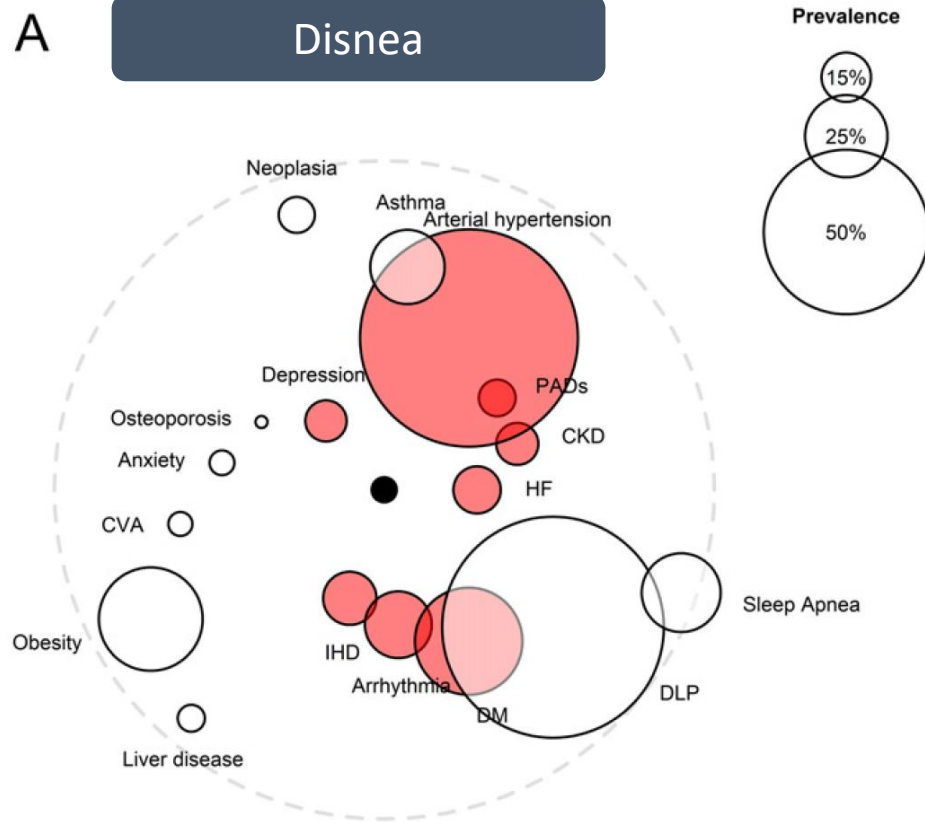 A
Disnea
Prevalence
15%
25%
50%
Neoplasia
Asthma
Arterial hypertension
Depression
PADs
Osteoporosis
CKD
Anxiety
HF
CVA
Sleep Apnea
Obesity
IHD
Arrhythmia
DLP
DM
Liver disease